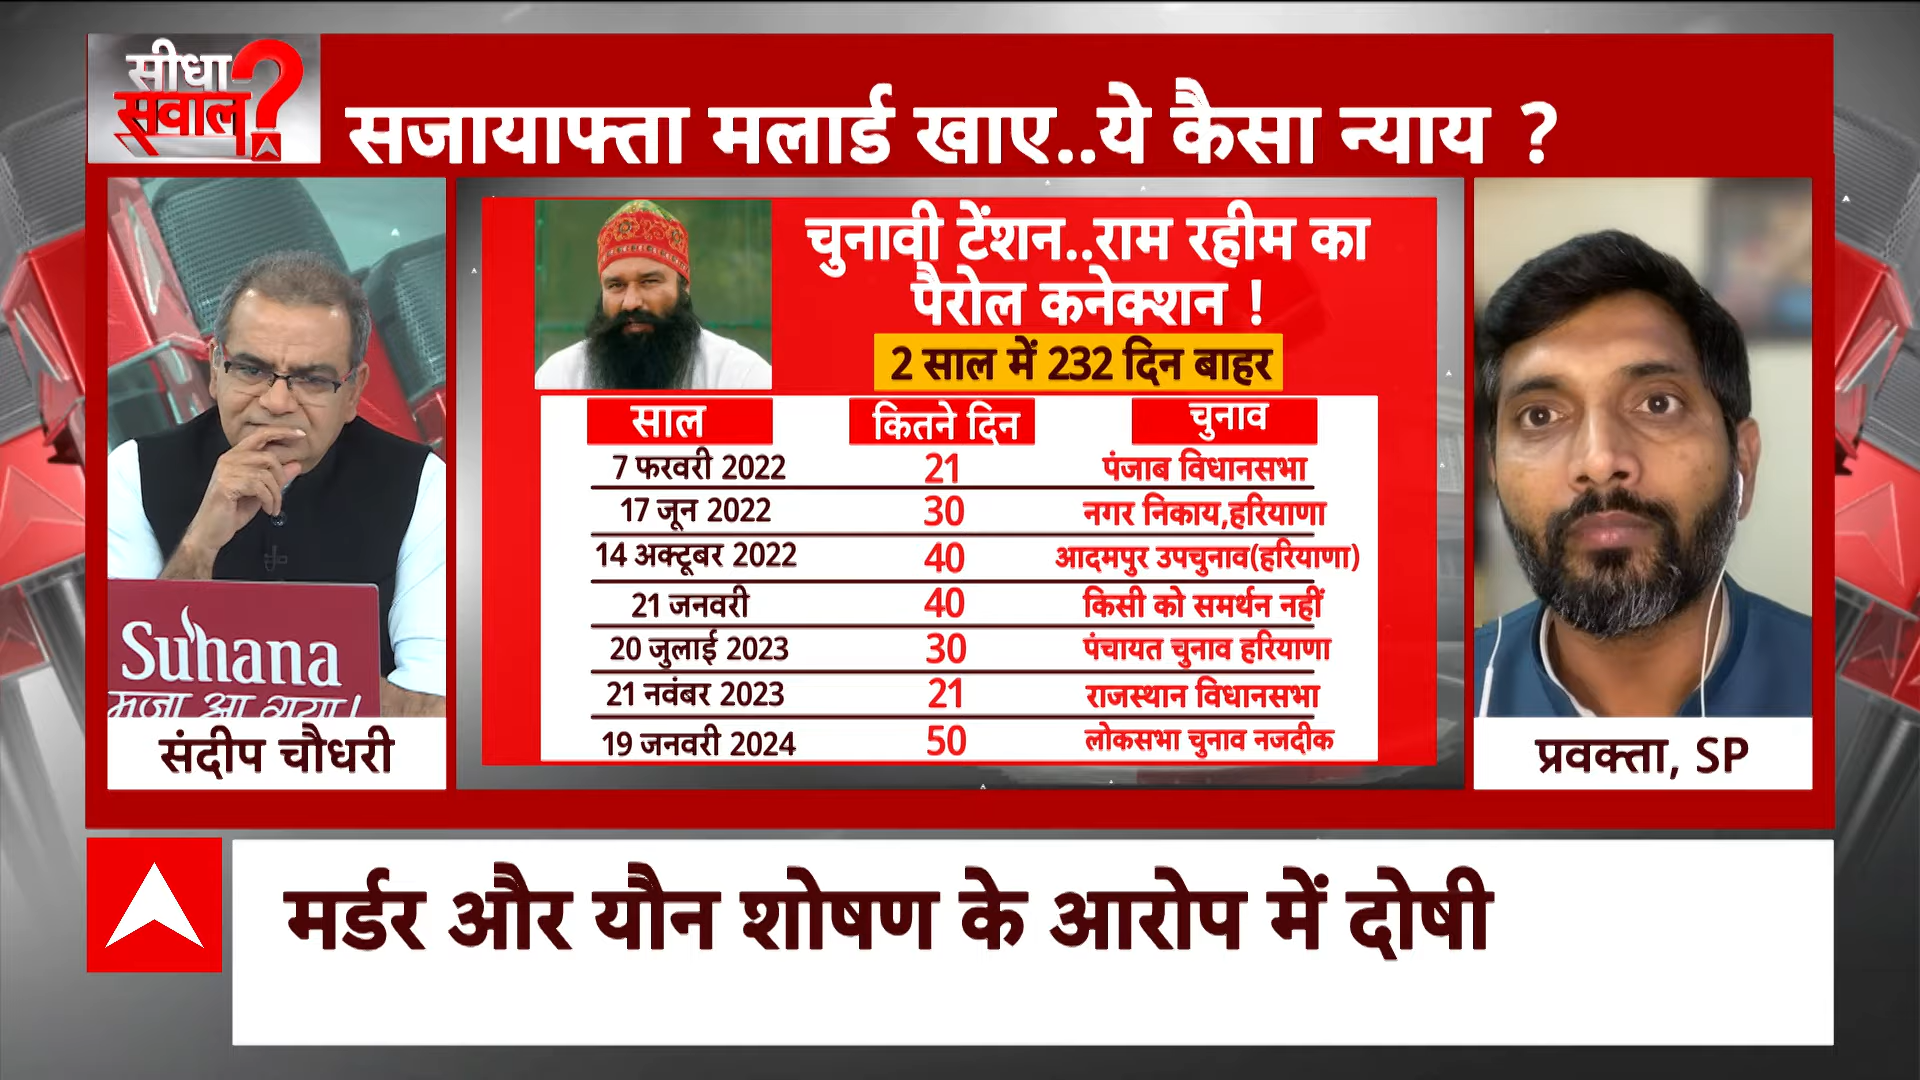 सीधा
सवाल?
सजायाफ्ता मलाई खाए..ये कैसा न्याय ?
चुनावी टेंशन..राम रहीम का
पैरोल कनेक्शन !
2 साल में 232 दिन बाहर
साल कितने दिन चुनाव
7 फरवरी 2022 21 पंजाब विधानसभा
17 जून 2022 30 नगर निकाय,हरियाणा
14 अक्टूबर 2022 40 आदमपुर उपचुनाव(हरियाणा)
21 जनवरी 40 किसी को समर्थन नहीं
20 जुलाई 2023 30 पंचायत चुनाव हरियाणा
21 नवंबर 2023 21 राजस्थान विधानसभा
19 जनवरी 2024 50 लोकसभा चुनाव नजदीक
Suhana
मज़ा आ गया!
संदीप चौधरी
प्रवक्ता, SP
मर्डर और यौन शोषण के आरोप में दोषी